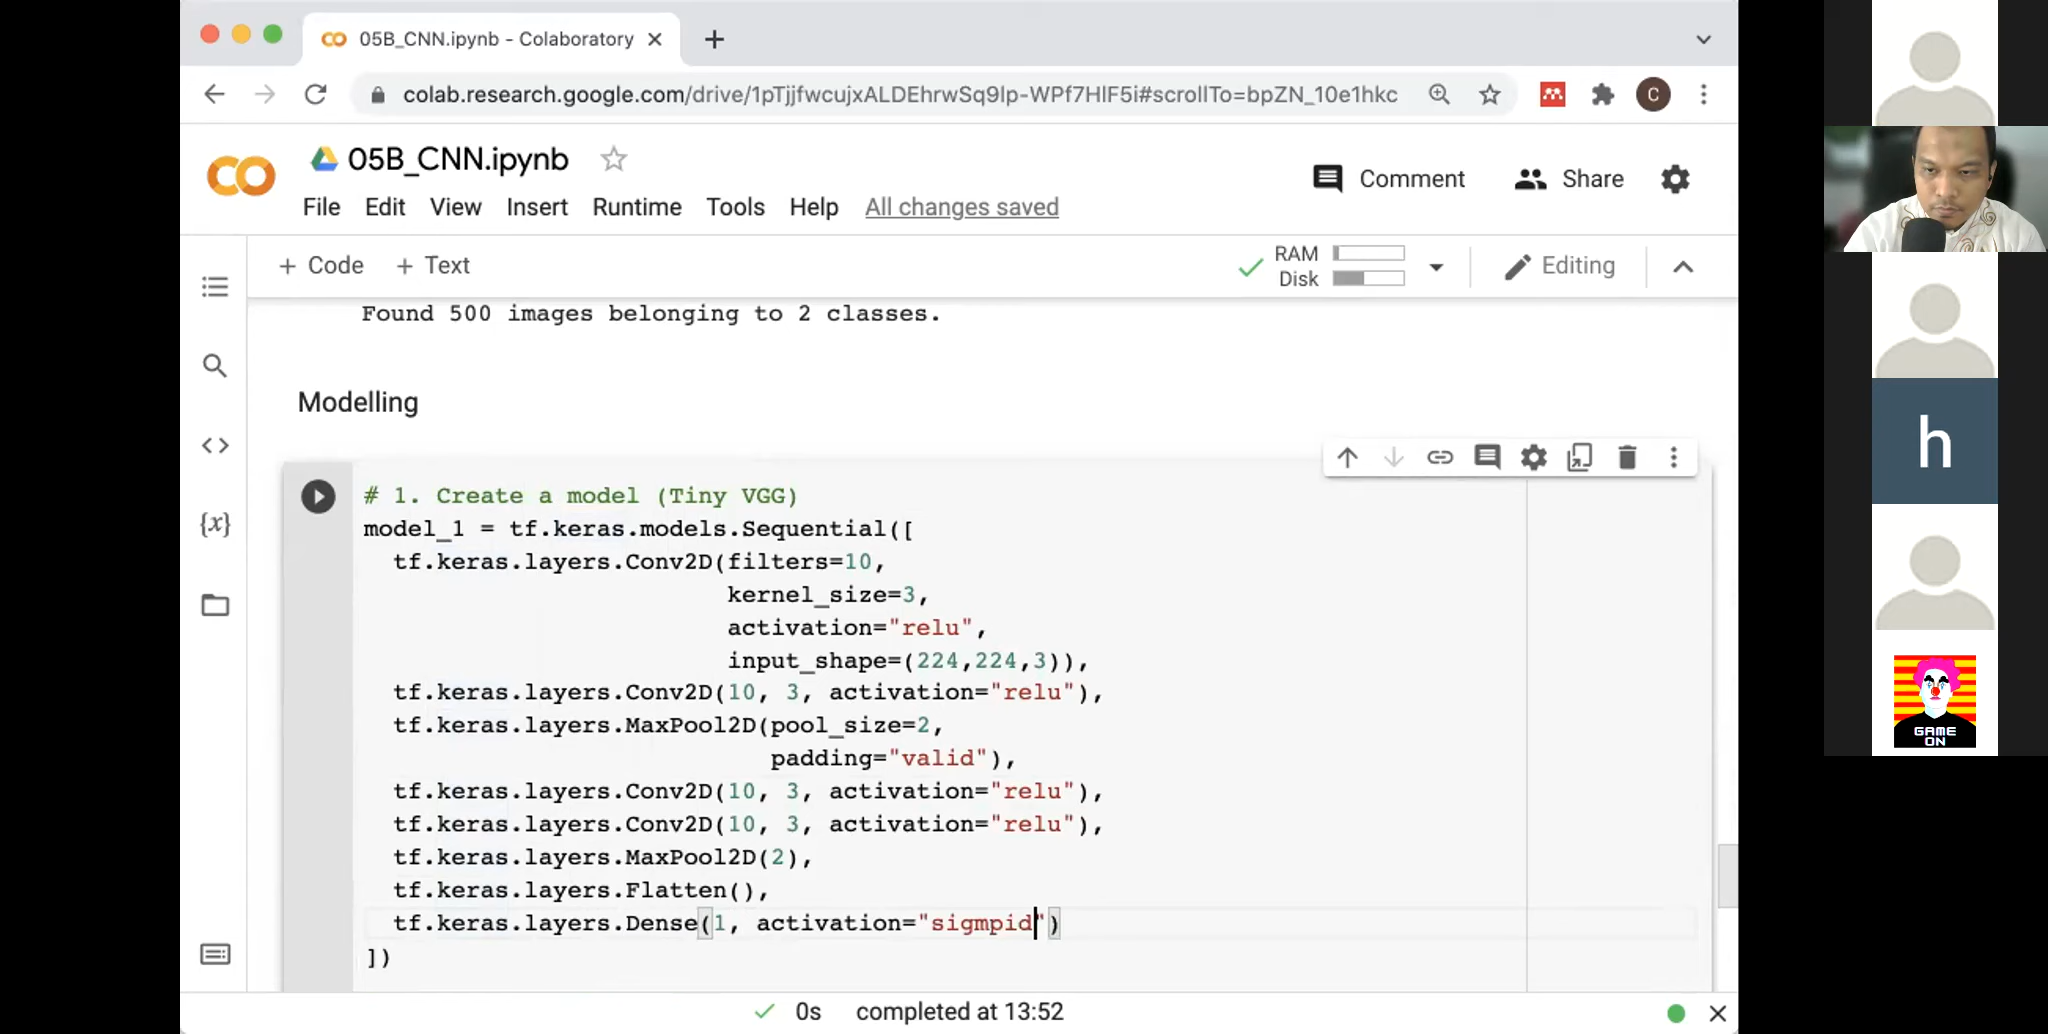 05B_CNN.ipynb - Colaboratory
colab.research.google.com/drive/1pTjjfwcujxALDEhrwSq9lp-WPf7HlF5i#scrollTo=bpZN_10e1hkc
C
05B_CNN.ipynb
Comment
Share
File Edit View Insert Runtime Tools Help All changes saved
+ Code + Text
RAM
Disk
Editing
Found 500 images belonging to 2 classes.
Modelling
# 1. Create a model (Tiny VGG)
model_1 = tf.keras.models.Sequential([
tf.keras.layers.Conv2D(filters=10,
kernel_size=3,
activation="relu",
input_shape=(224,224,3)),
tf.keras.layers.Conv2D(10, 3, activation="relu"),
tf.keras.layers.MaxPool2D(pool_size=2,
padding="valid"),
tf.keras.layers.Conv2D(10, 3, activation="relu"),
tf.keras.layers.Conv2D(10, 3, activation="relu"),
tf.keras.layers.MaxPool2D(2),
tf.keras.layers.Flatten(),
tf.keras.layers.Dense(1, activation="sigmpid")
])
0s completed at 13:52
h
GAME
ON